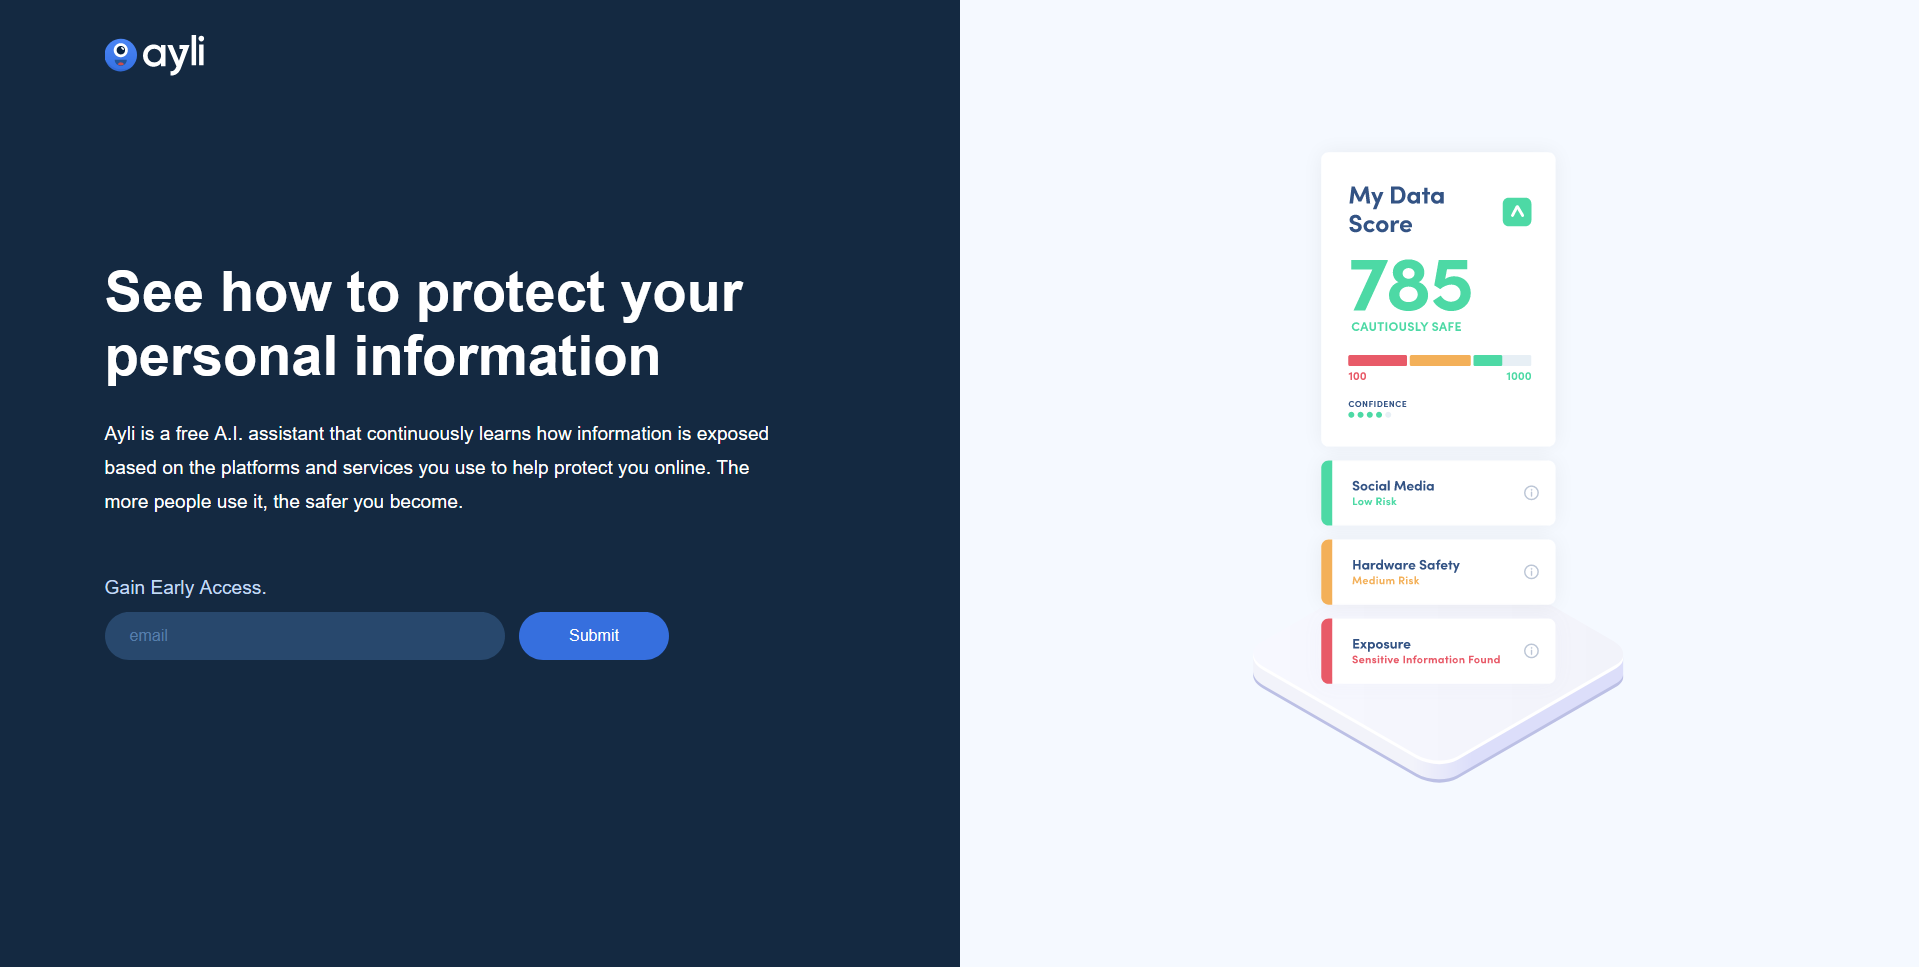 ayli
See how to protect your
personal information
Ayli is a free A.I. assistant that continuously learns how information is exposed
based on the platforms and services you use to help protect you online. The
more people use it, the safer you become.
Gain Early Access.
email
Submit
My Data
Score
785
CAUTIOUSLY SAFE
100
1000
CONFIDENCE
Social Media
Low Risk
Hardware Safety
Medium Risk
Exposure
Sensitive Information Found